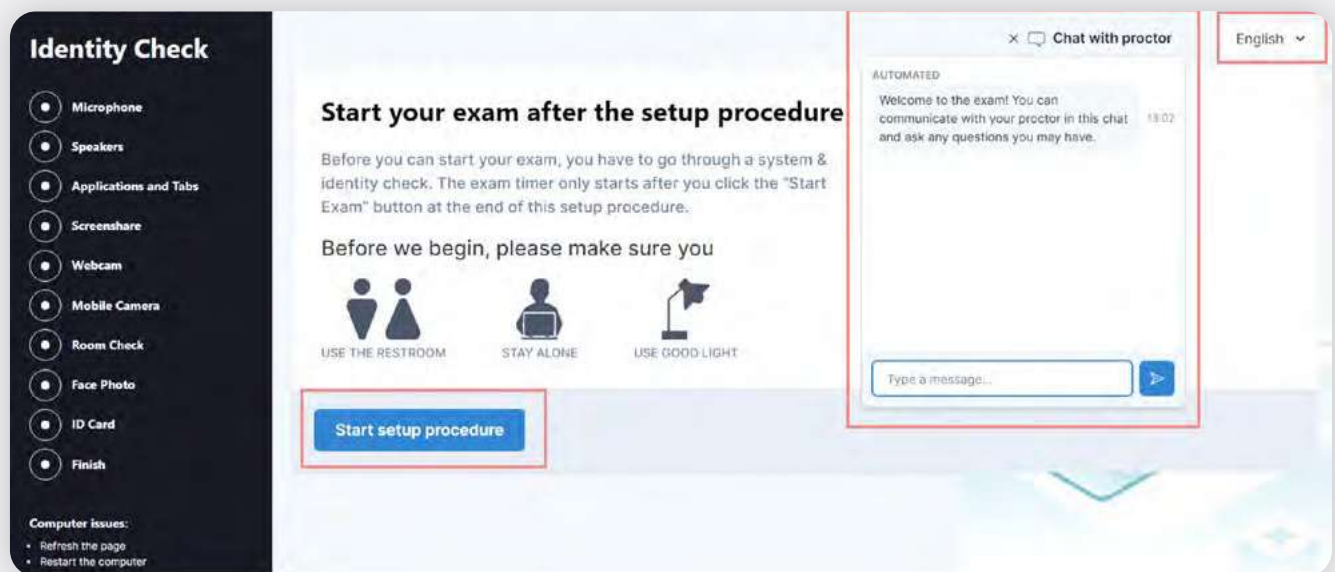 Identity Check
Microphone
Speakers
Applications and Tabs
Screenshare
Webcam
Mobile Camera
Room Check
Face Photo
ID Card
Finish
Computer issues:
• Refresh the page
• Restart the computer
Start your exam after the setup procedure
Before you can start your exam, you have to go through a system &
identity check. The exam timer only starts after you click the "Start
Exam" button at the end of this setup procedure.
Before we begin, please make sure you
USE THE RESTROOM
STAY ALONE
USE GOOD LIGHT
Start setup procedure
× Chat with proctor
AUTOMATED
Welcome to the exam! You can
communicate with your proctor in this chat
and ask any questions you may have.
13:02
Type a message...
English